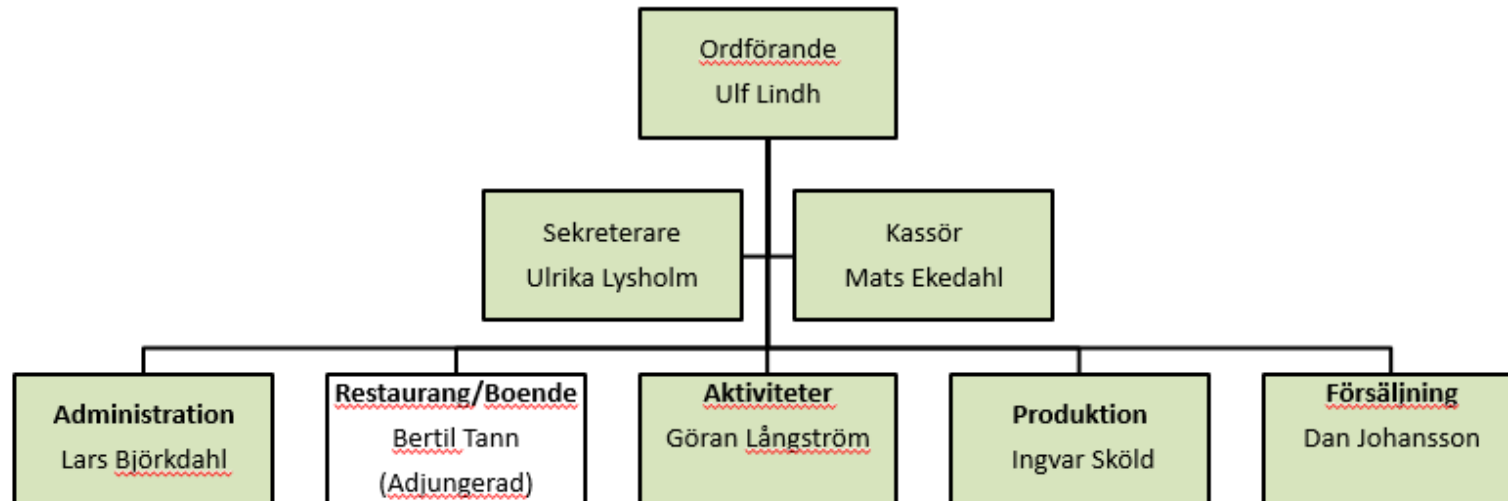 Ordförande
Ulf Lindh
Sekreterare
Ulrika Lysholm
Kassör
Mats Ekedahl
Administration
Lars Björkdahl
Restaurang/Boende
Bertil Tann
(Adjungerad)
Aktiviteter
Göran Långström
Produktion
Ingvar Sköld
Försäljning
Dan Johansson